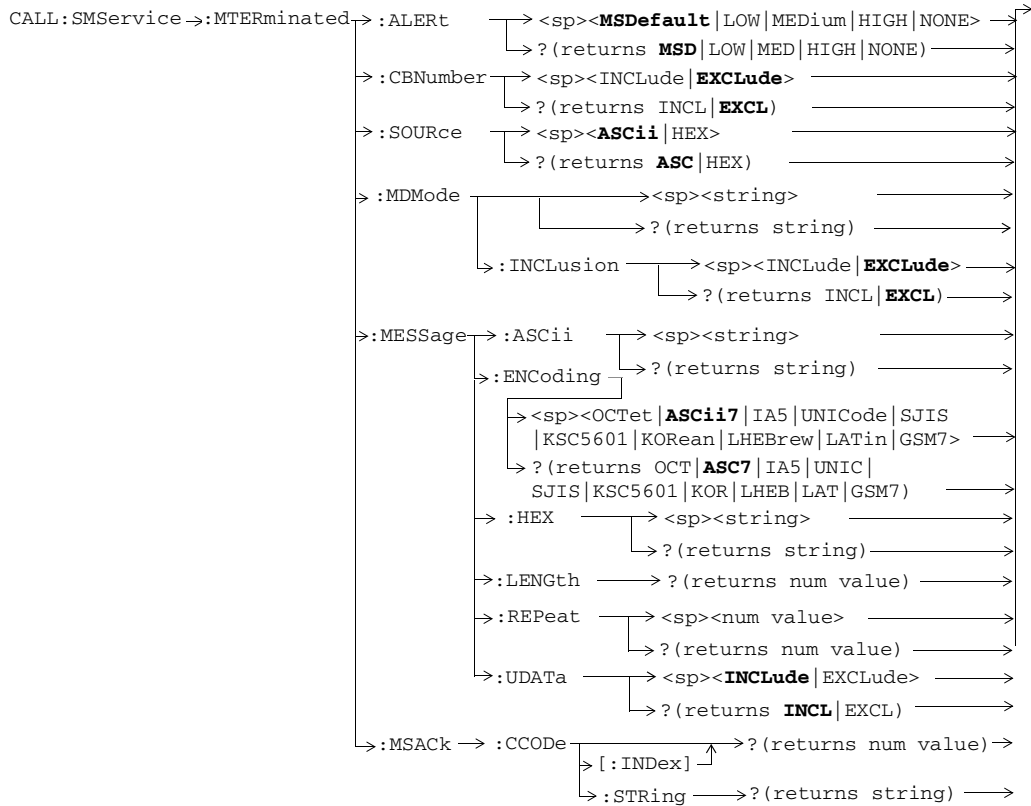 CALL:SMService :MTERminated :ALERt <sp><MSDefault|LOW|MEDium|HIGH|NONE>
?(returns MSD|LOW|MED|HIGH|NONE)
:CBNumber <sp><INCLude|EXCLude>
?(returns INCL|EXCL)
:SOURce <sp><ASCii|HEX>
?(returns ASC|HEX)
:MDMode <sp><string>
?(returns string)
:INCLusion <sp><INCLude|EXCLude>
?(returns INCL|EXCL)
:MESSage :ASCii <sp><string>
?(returns string)
:ENCoding
<sp><OCTet|ASCii7|IA5|UNICode|SJIS
|KSC5601|KORean|LHEBrew|LATin|GSM7>
?(returns OCT|ASC7|IA5|UNIC|
SJIS|KSC5601|KOR|LHEB|LAT|GSM7)
:HEX <sp><string>
?(returns string)
:LENGth ?(returns num value)
:REPeat <sp><num value>
?(returns num value)
:UDATa <sp><INCLude|EXCLude>
?(returns INCL|EXCL)
:MSACk :CCODe ?(returns num value)
[:INDex]
:STRing ?(returns string)